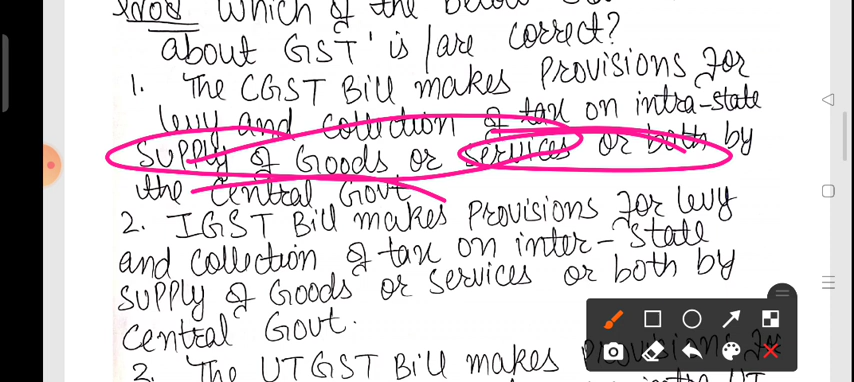 Which of the below
about GST' is/are correct?
1. The CGST Bill makes Provisions for
levy and collection of tax on intra-state
supply of Goods or services or both by
the Central Govt
2. IGST Bill makes Provisions for levy
and collection of tax on inter-state
supply of Goods or services or both by
Central Govt.
3. The UTGST Bill makes